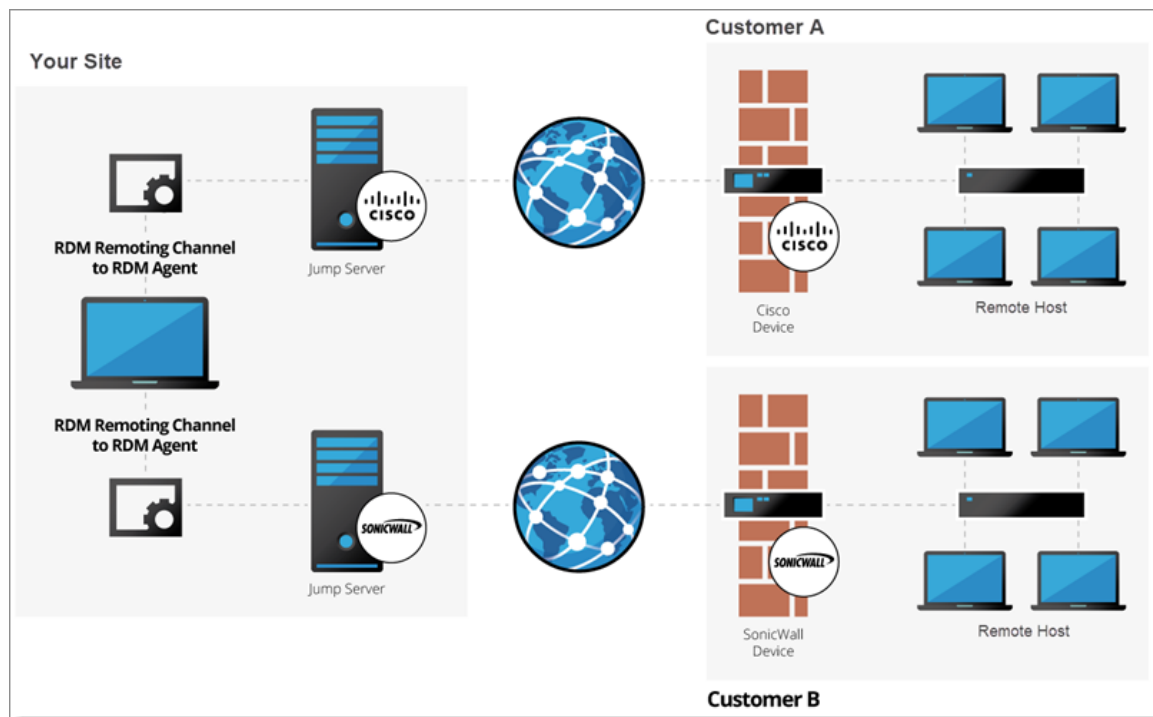 Your Site
RDM Remoting Channel
to RDM Agent
CISCO
Jump Server
RDM Remoting Channel
to RDM Agent
SONICWALL
Jump Server
Customer A
CISCO
Cisco
Device
Remote Host
SONICWALL
SonicWall
Device
Remote Host
Customer B